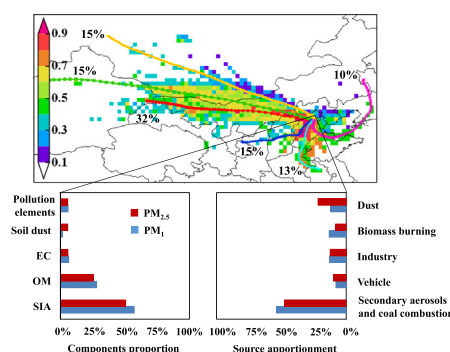 0.9
0.7
0.5
0.3
0.1
15%
15%
32%
15%
13%
10%
Pollution
elements
Soil dust
EC
OM
SIA
PM2.5
PM1
0% 25% 50% 75% 100%
Components proportion
Dust
Biomass burning
Industry
Vehicle
Secondary aerosols
and coal combustion
100% 75% 50% 25% 0%
Source apportionment